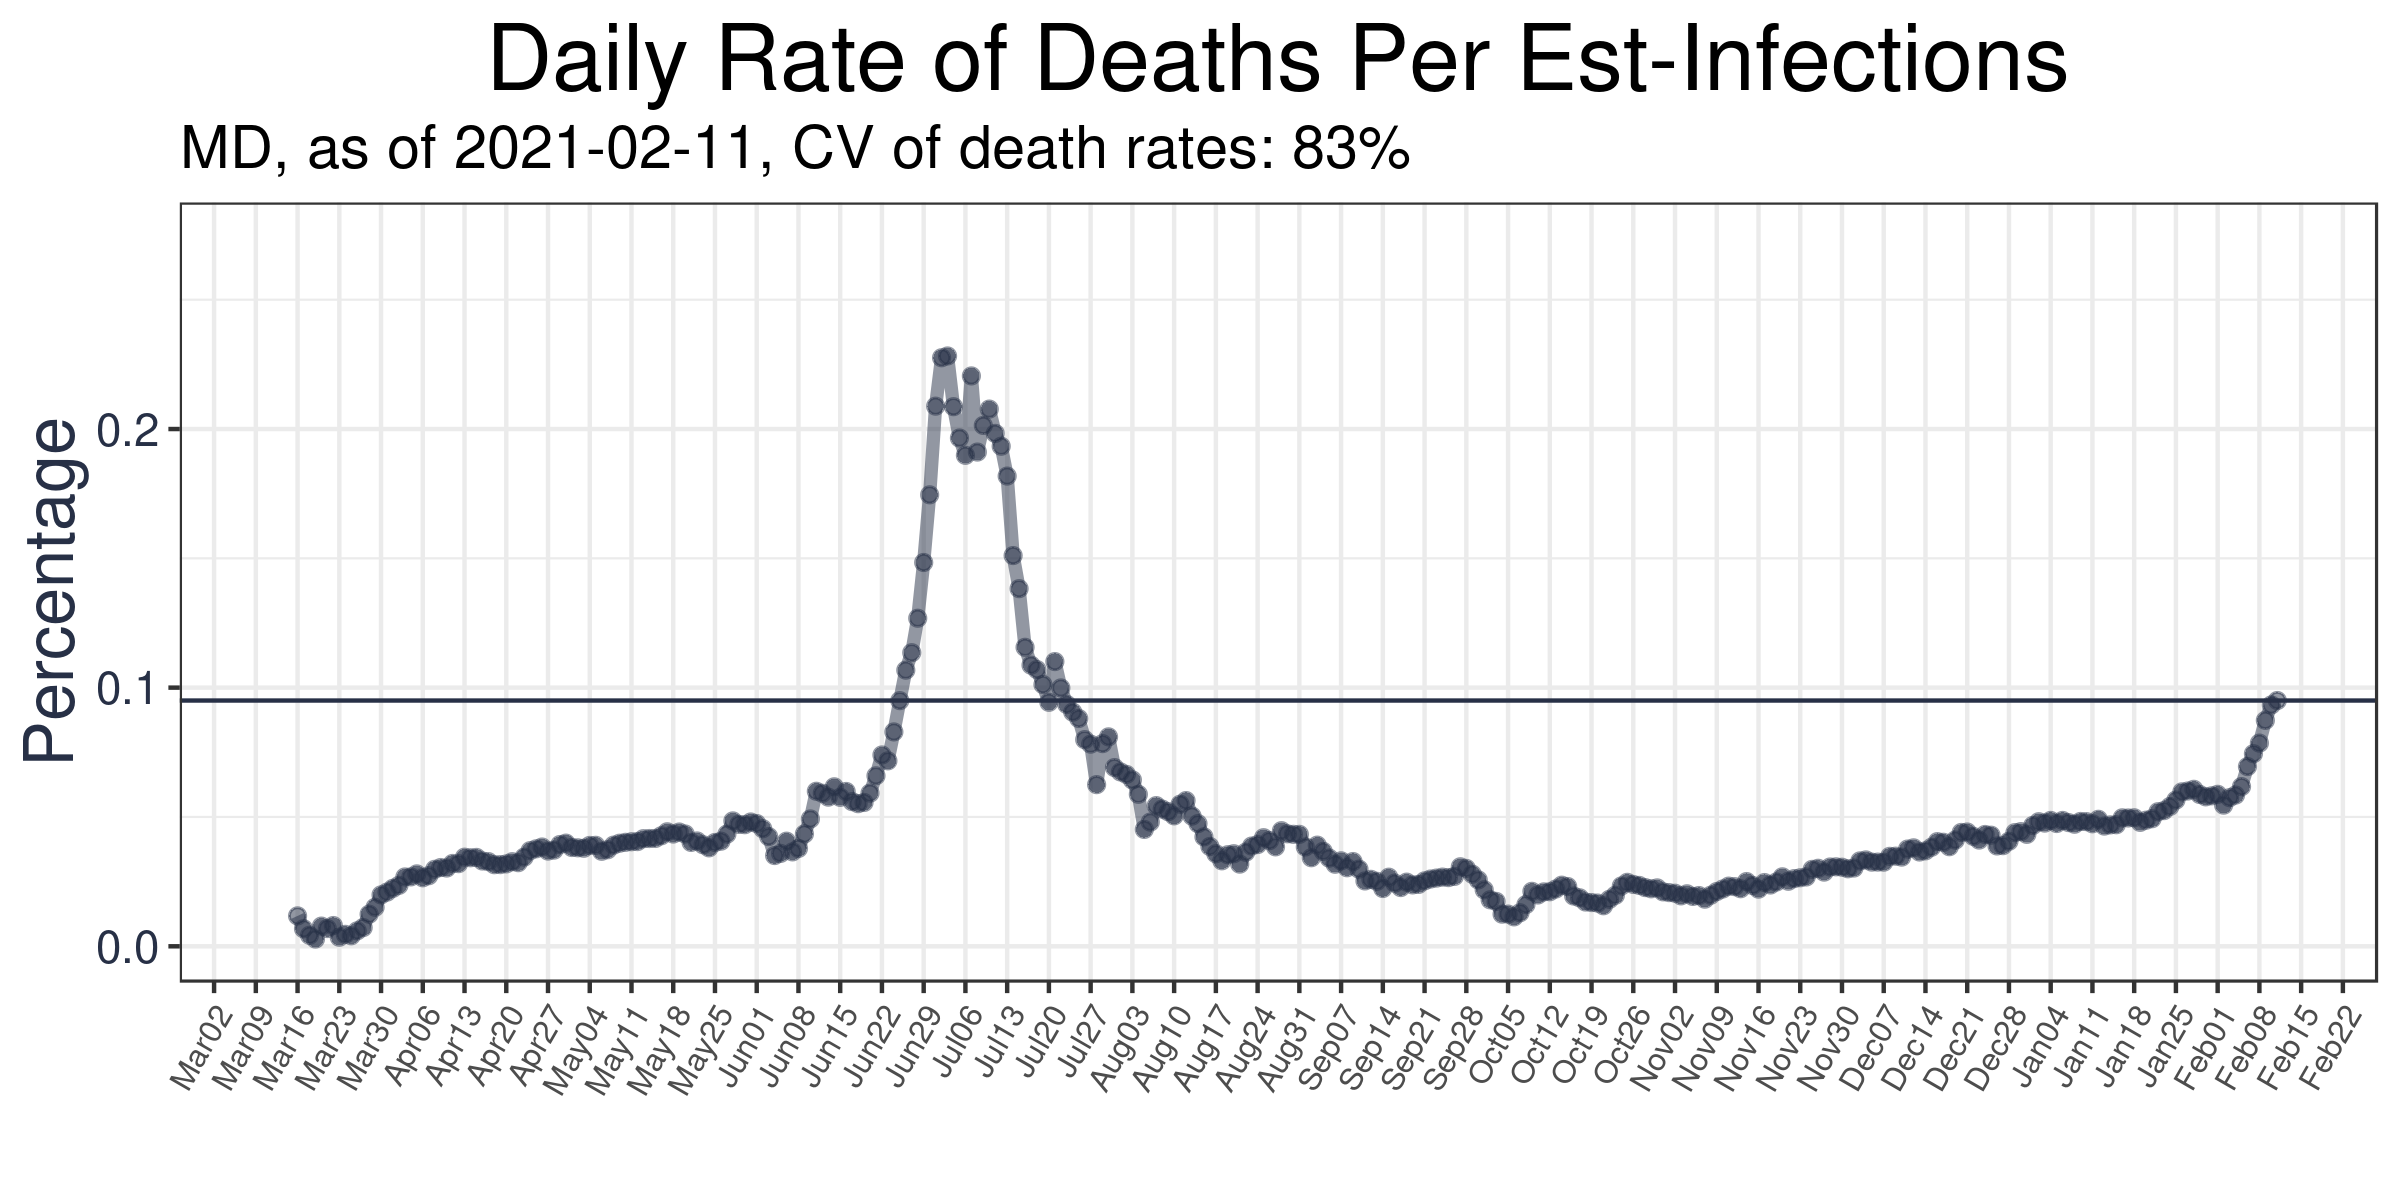 Daily Rate of Deaths Per Est-Infections
MD, as of 2021-02-11, CV of death rates: 83%
Percentage
0.2
0.1
0.0
Mar02
Mar09
Mar16
Mar23
Mar30
Apr06
Apr13
Apr20
Apr27
May04
May11
May18
May25
Jun01
Jun08
Jun15
Jun22
Jun29
Jul06
Jul13
Jul20
Jul27
Aug03
Aug10
Aug17
Aug24
Aug31
Sep07
Sep14
Sep21
Sep28
Oct05
Oct12
Oct19
Oct26
Nov02
Nov09
Nov16
Nov23
Nov30
Dec07
Dec14
Dec21
Dec28
Jan04
Jan11
Jan18
Jan25
Feb01
Feb08
Feb15
Feb22